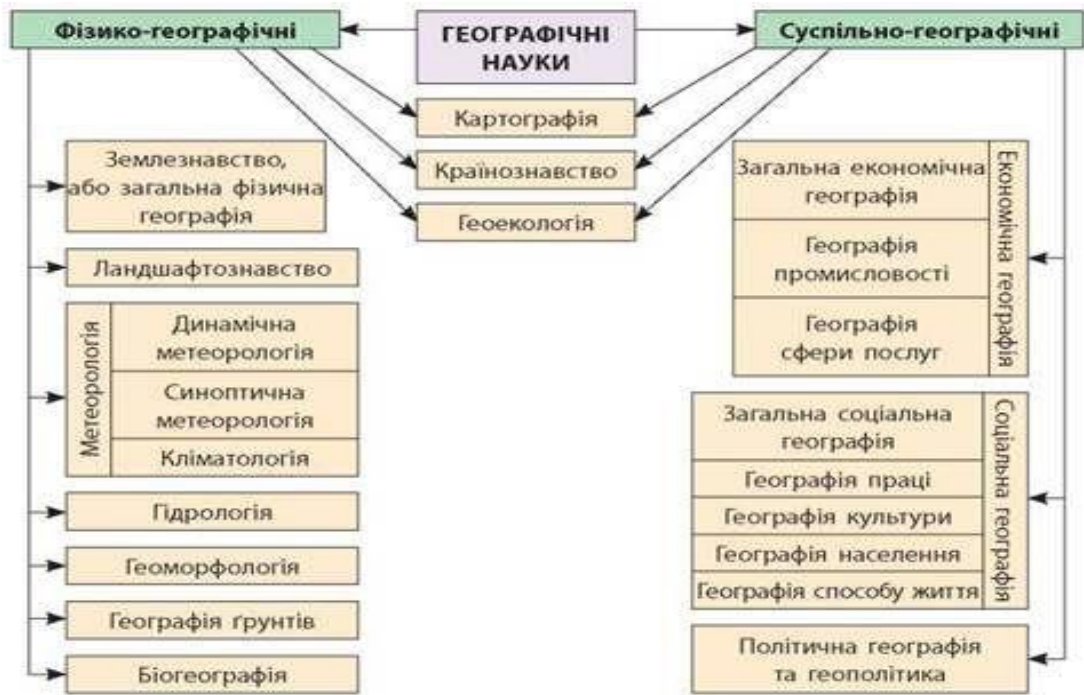 Фізико-географічні
ГЕОГРАФІЧНІ
НАУКИ
Суспільно-географічні
Картографія
Країнознавство
Геоекологія
Землезнавство,
або загальна фізична
географія
Ландшафтознавство
Метеорологія
Динамічна
метеорологія
Синоптична
метеорологія
Кліматологія
Гідрологія
Геоморфологія
Географія ґрунтів
Біогеографія
Загальна економічна
географія
Географія
промисловості
Географія
сфери послуг
Економічна географія
Загальна соціальна
географія
Географія праці
Географія культури
Географія населення
Географія способу життя
Соціальна географія
Політична географія
та геополітика